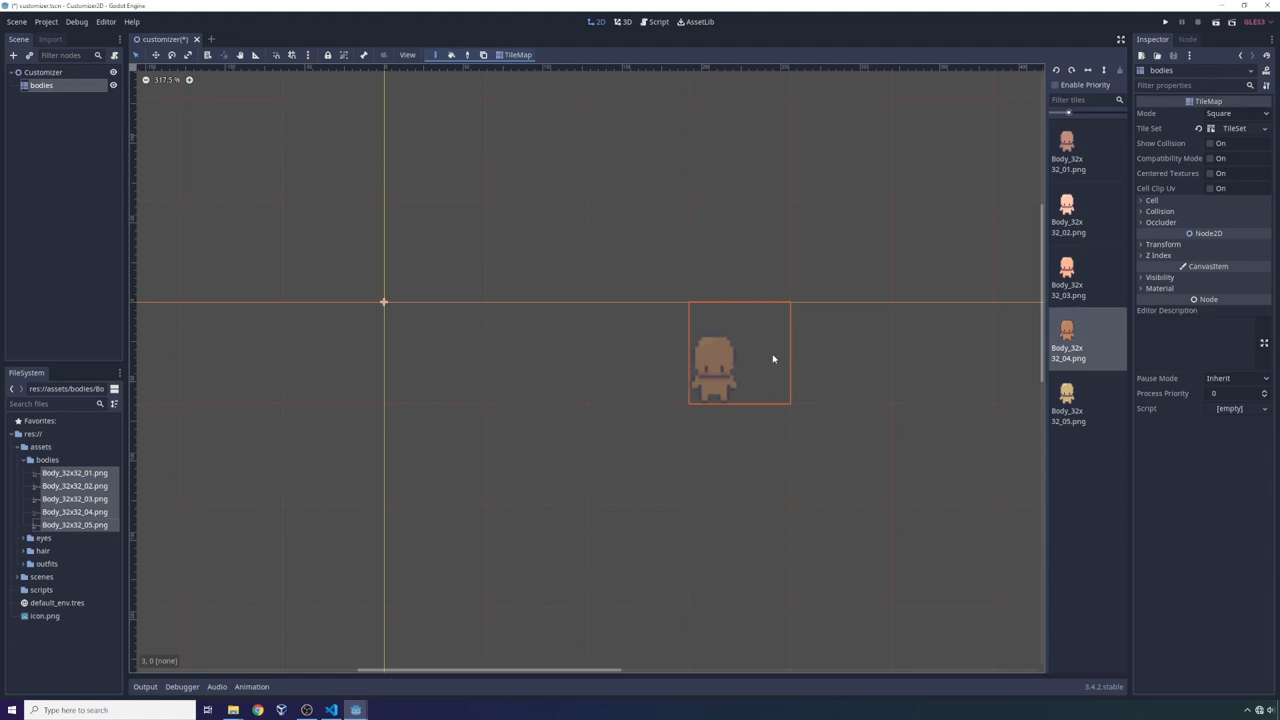 (*) customizer.tscn - Customizer2D - Godot Engine
Scene Project Debug Editor Help
2D 3D Script AssetLib
GLES3
Scene Import
customizer(*)
Inspector Node
Filter nodes
View
TileMap
Customizer
bodies
317.5 %
Enable Priority
Filter tiles
Body_32x
32_01.png
Body_32x
32_02.png
Body_32x
32_03.png
Body_32x
32_04.png
Body_32x
32_05.png
bodies
Filter properties
TileMap
Mode Square
Tile Set TileSet
Show Collision On
Compatibility Mode On
Centered Textures On
Cell Clip Uv On
Cell
Collision
Occluder
Node2D
Transform
Z Index
CanvasItem
Visibility
Material
Node
Editor Description
Pause Mode Inherit
Process Priority 0
Script [empty]
FileSystem
res://assets/bodies/Bo
Search files
Favorites:
res://
assets
bodies
Body_32x32_01.png
Body_32x32_02.png
Body_32x32_03.png
Body_32x32_04.png
Body_32x32_05.png
eyes
hair
outfits
scenes
scripts
default_env.tres
icon.png
3, 0 [none]
Output Debugger Audio Animation
3.4.2.stable
Type here to search